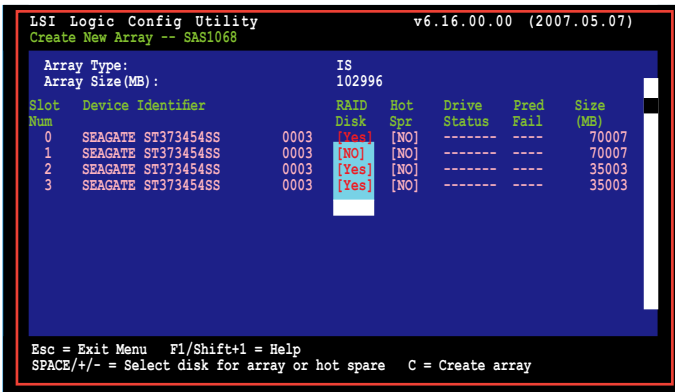 LSI Logic Config Utility v6.16.00.00 (2007.05.07)
Create New Array -- SAS1068
Array Type: IS
Array Size(MB): 102996
Slot Device Identifier RAID Hot Drive Pred Size
Num Disk Spr Status Fail (MB)
0 SEAGATE ST373454SS 0003 [Yes] [NO] ------- ---- 70007
1 SEAGATE ST373454SS 0003 [NO] [NO] ------- ---- 70007
2 SEAGATE ST373454SS 0003 [Yes] [NO] ------- ---- 35003
3 SEAGATE ST373454SS 0003 [Yes] [NO] ------- ---- 35003
Esc = Exit Menu F1/Shift+1 = Help
SPACE/+/- = Select disk for array or hot spare C = Create array